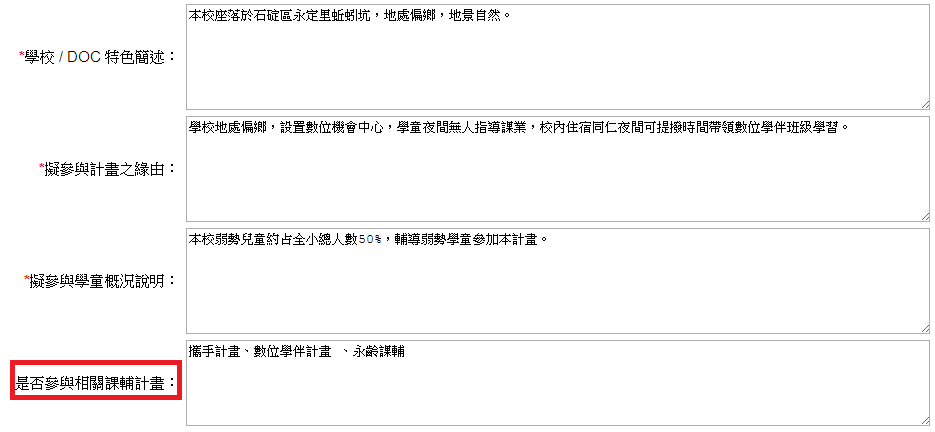 *學校 / DOC 特色簡述：
本校座落於石碇區永定里蚯蚓坑，地處偏鄉，地景自然。
*擬參與計畫之緣由：
學校地處偏鄉，設置數位機會中心，學童夜間無人指導課業，校內住宿同仁夜間可提撥時間帶領數位學伴班級學習。
*擬參與學童概況說明：
本校弱勢兒童約占全小總人數50%，輔導弱勢學童參加本計畫。
是否參與相關課輔計畫：
攜手計畫、數位學伴計畫 、永齡課輔